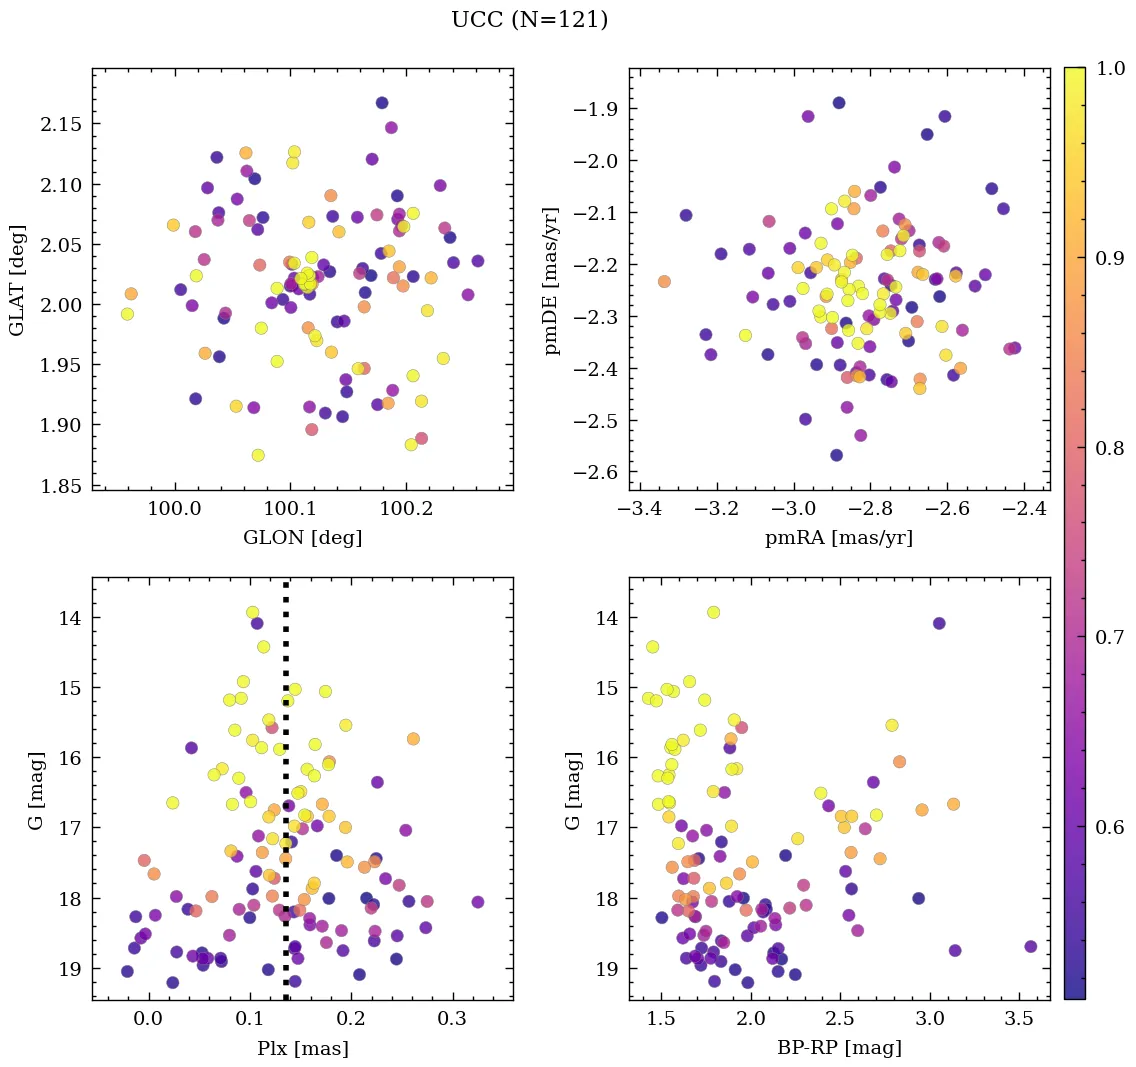 UCC (N=121)
2.15
2.10
2.05
2.00
1.95
1.90
1.85
GLAT [deg]
100.0 100.1 100.2
GLON [deg]
−1.9
−2.0
−2.1
−2.2
−2.3
−2.4
−2.5
−2.6
pmDE [mas/yr]
−3.4 −3.2 −3.0 −2.8 −2.6 −2.4
pmRA [mas/yr]
14
15
16
17
18
19
G [mag]
0.0 0.1 0.2 0.3
Plx [mas]
14
15
16
17
18
19
G [mag]
1.5 2.0 2.5 3.0 3.5
BP-RP [mag]
1.0
0.9
0.8
0.7
0.6